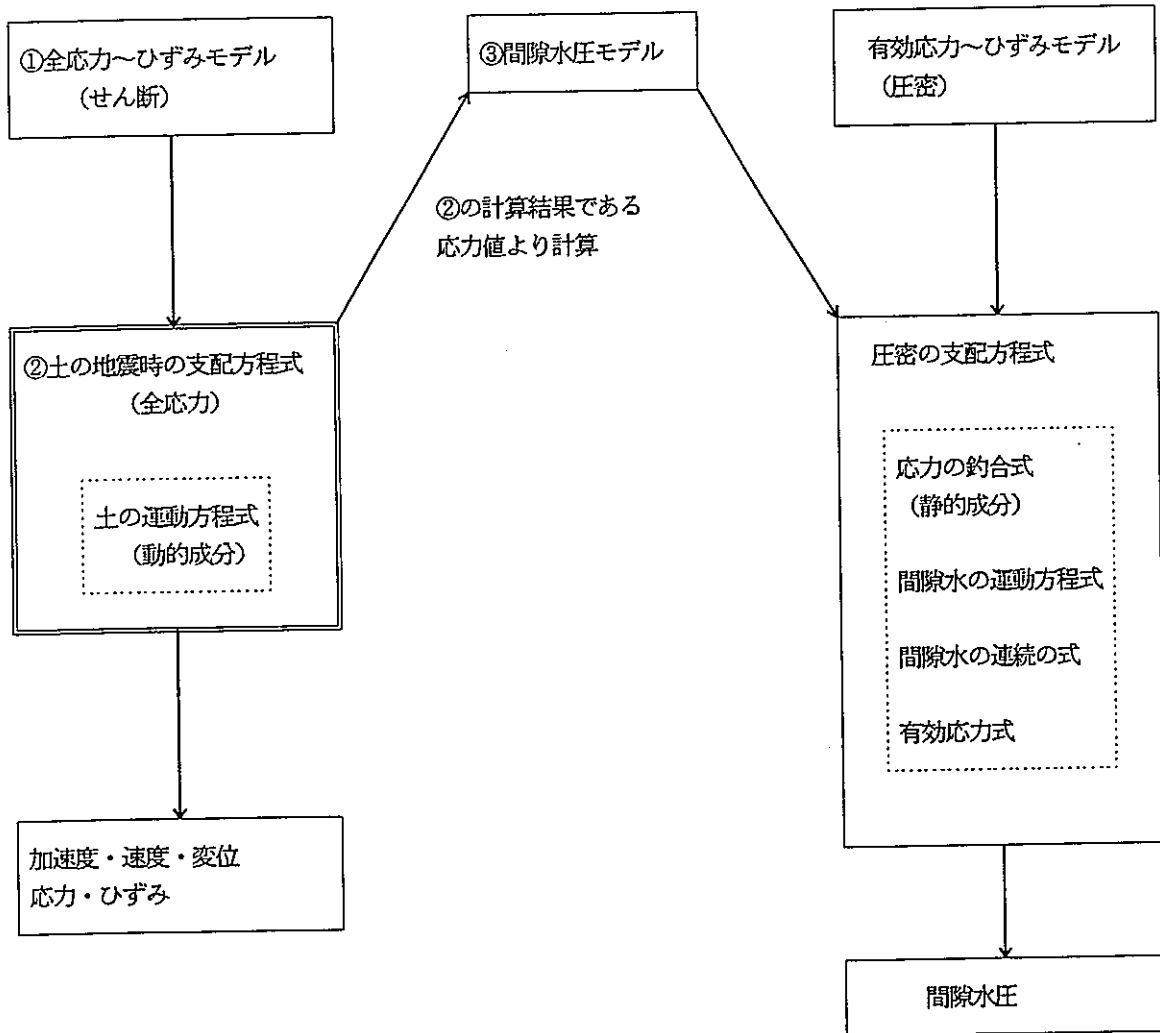 ①全応力～ひずみモデル
（せん断）
③間隙水圧モデル
有効応力～ひずみモデル
（圧密）
②の計算結果である
応力値より計算
②土の地震時の支配方程式
（全応力）
土の運動方程式
（動的成分）
圧密の支配方程式
応力の釣合式
（静的成分）
間隙水の運動方程式
間隙水の連続の式
有効応力式
加速度・速度・変位
応力・ひずみ
間隙水圧